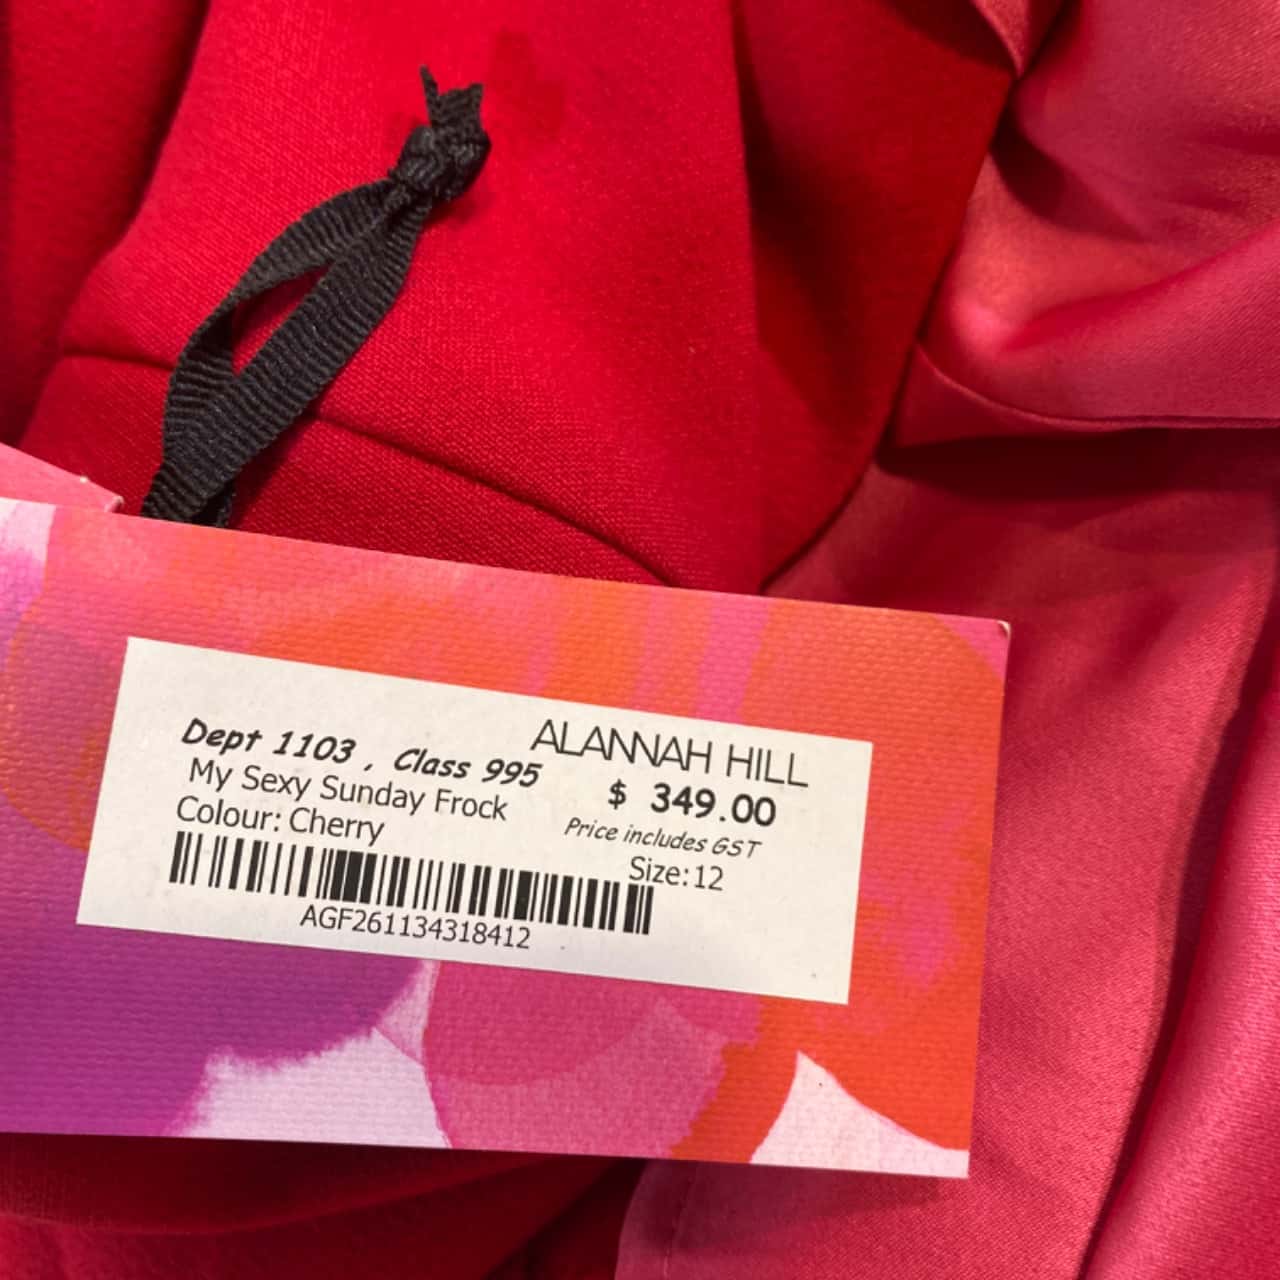 ALANNAH HILL
Dept 1103 , Class 995
$ 349.00
My Sexy Sunday Frock
Price includes GST
Colour: Cherry
Size:12
AGF261134318412